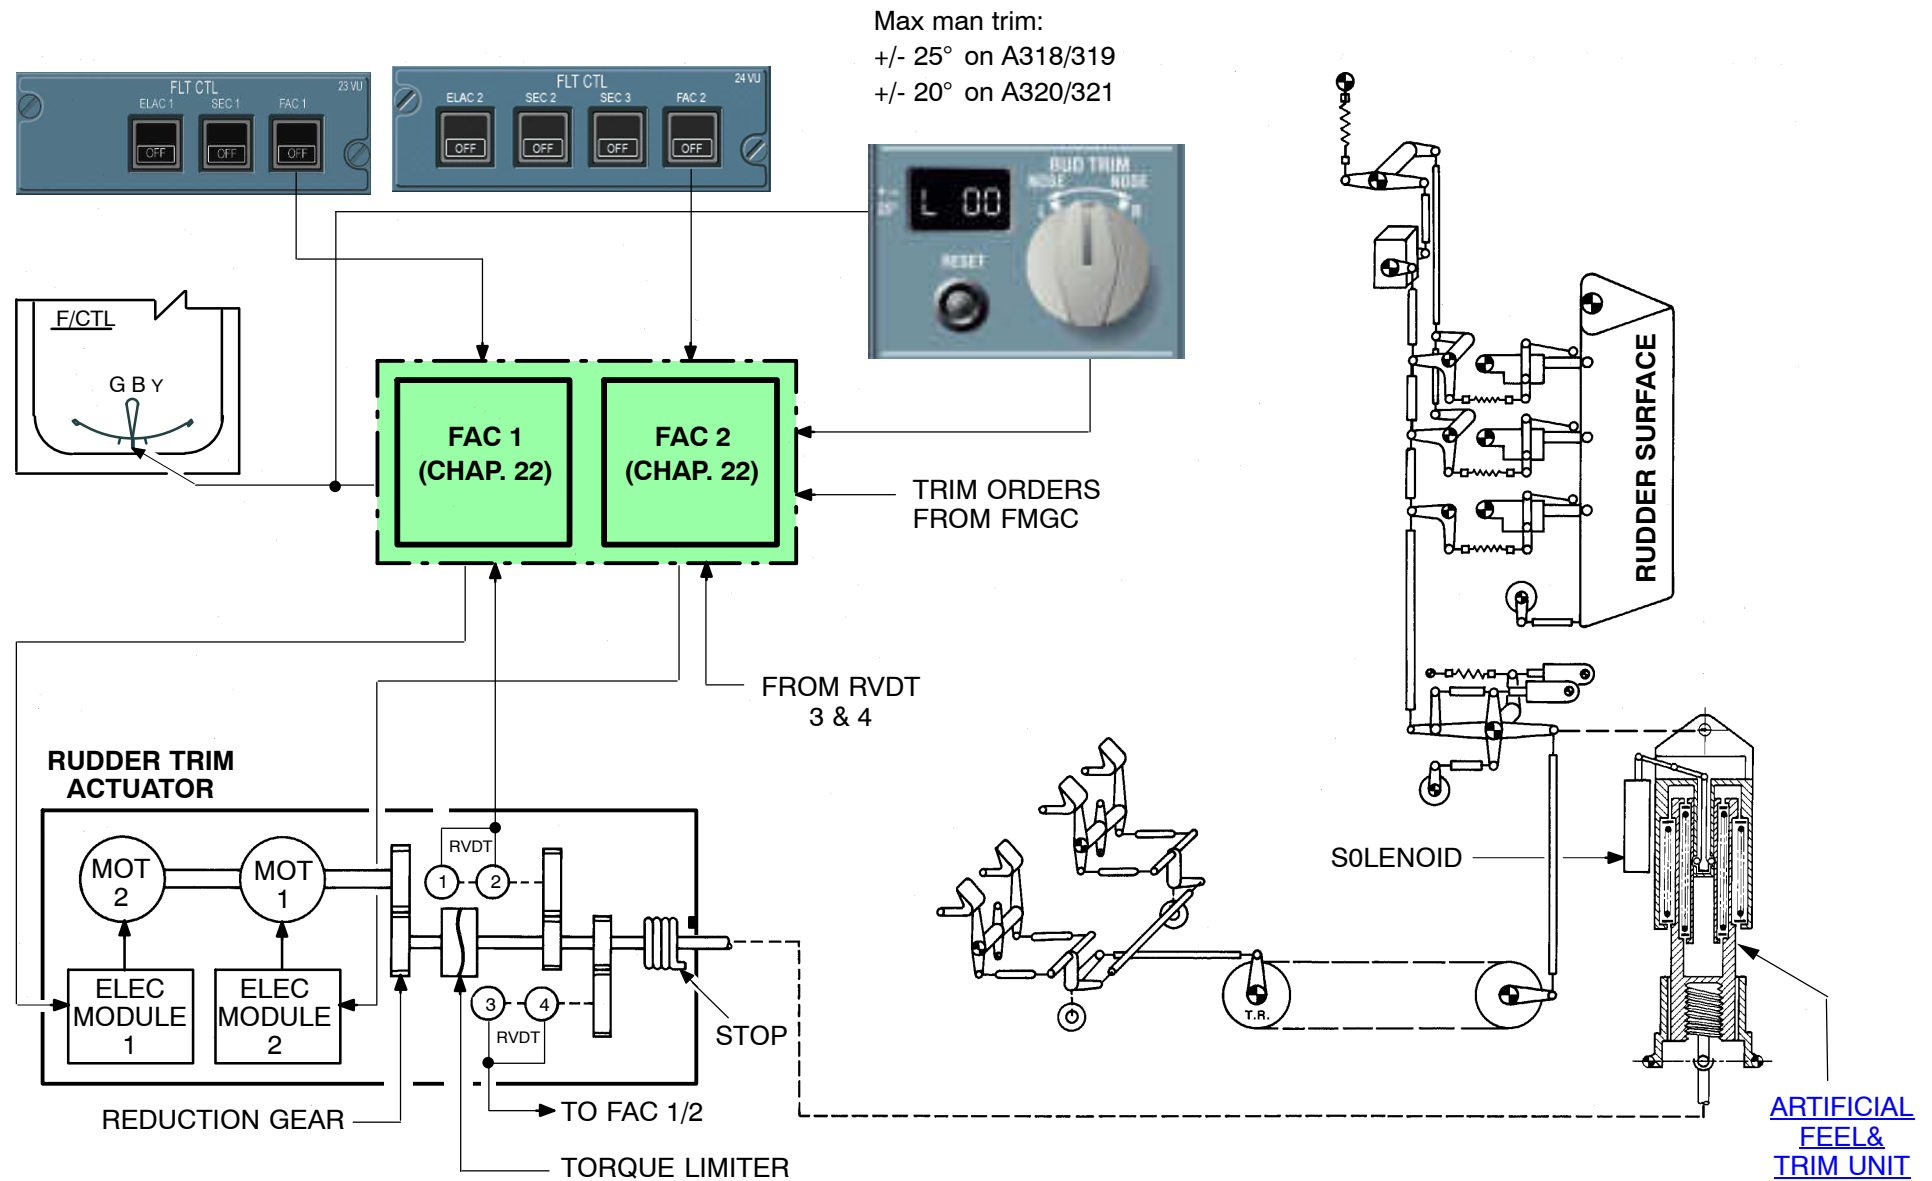 Max man trim:
+/- 25° on A318/319
+/- 20° on A320/321
FLT CTL
23 VU
ELAC 1
SEC 1
FAC 1
OFF
OFF
OFF
FLT CTL
24 VU
ELAC 2
SEC 2
SEC 3
FAC 2
OFF
OFF
OFF
OFF
RUD TRIM
NOSE
NOSE
L
R
L 00
RESET
F/CTL
G B Y
FAC 1
(CHAP. 22)
FAC 2
(CHAP. 22)
TRIM ORDERS
FROM FMGC
FROM RVDT
3 & 4
RUDDER SURFACE
RUDDER TRIM
ACTUATOR
MOT
2
MOT
1
RVDT
1
2
ELEC
MODULE
1
ELEC
MODULE
2
3
4
RVDT
STOP
REDUCTION GEAR
TO FAC 1/2
TORQUE LIMITER
T.R.
S0LENOID
ARTIFICIAL
FEEL&
TRIM UNIT